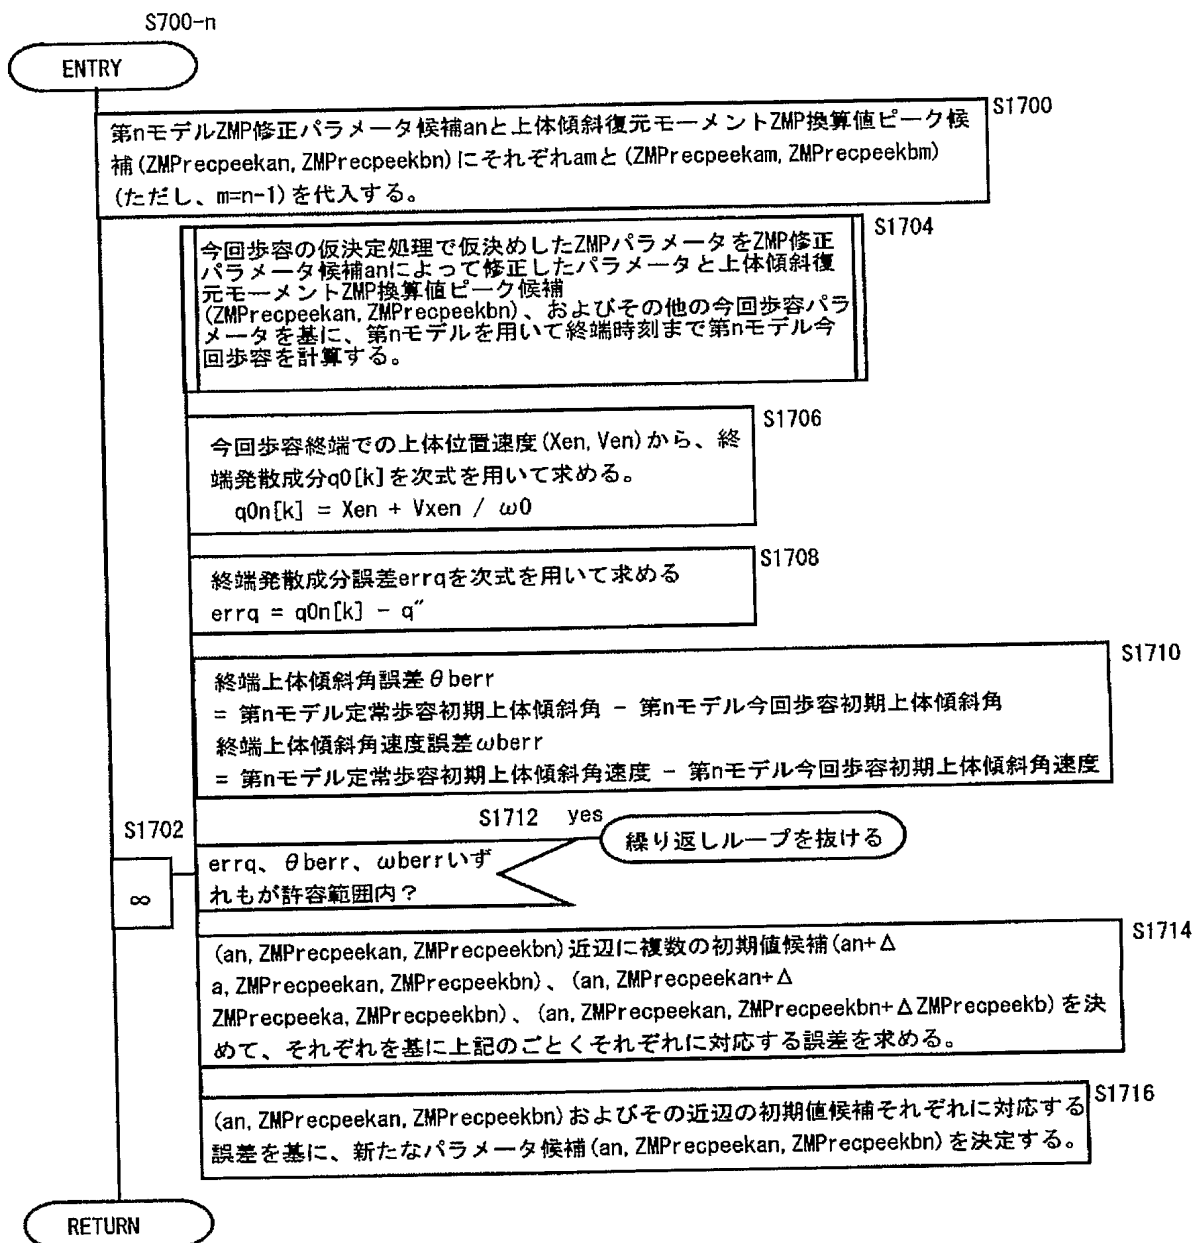 S700-n
ENTRY
S1700
第nモデルZMP修正パラメータ候補anと上体傾斜復元モーメントZMP換算値ピーク候
補(ZMPrecpeekan, ZMPrecpeekbn)にそれぞれamと(ZMPrecpeekam, ZMPrecpeekbm)
(ただし、m=n-1)を代入する。
S1704
今回歩容の仮決定処理で仮決めしたZMPパラメータをZMP修正
パラメータ候補anによって修正したパラメータと上体傾斜復
元モーメントZMP換算値ピーク候補
(ZMPrecpeekan, ZMPrecpeekbn)、およびその他の今回歩容パラ
メータを基に、第nモデルを用いて終端時刻まで第nモデル今
回歩容を計算する。
S1706
今回歩容終端での上体位置速度(Xen, Ven)から、終
端発散成分q0[k]を次式を用いて求める。
q0n[k] = Xen + Vxen / ω0
S1708
終端発散成分誤差errqを次式を用いて求める
errq = q0n[k] - q″
S1710
終端上体傾斜角誤差θberr
= 第nモデル定常歩容初期上体傾斜角 - 第nモデル今回歩容初期上体傾斜角
終端上体傾斜角速度誤差ωberr
= 第nモデル定常歩容初期上体傾斜角速度 - 第nモデル今回歩容初期上体傾斜角速度
S1702
∞
S1712 yes
繰り返しループを抜ける
errq、θberr、ωberrいず
れもが許容範囲内？
S1714
(an, ZMPrecpeekan, ZMPrecpeekbn)近辺に複数の初期値候補(an+Δ
a, ZMPrecpeekan, ZMPrecpeekbn)、(an, ZMPrecpeekan+Δ
ZMPrecpeeka, ZMPrecpeekbn)、(an, ZMPrecpeekan, ZMPrecpeekbn+ΔZMPrecpeekb)を決
めて、それぞれを基に上記のごとくそれぞれに対応する誤差を求める。
S1716
(an, ZMPrecpeekan, ZMPrecpeekbn)およびその近辺の初期値候補それぞれに対応する
誤差を基に、新たなパラメータ候補(an, ZMPrecpeekan, ZMPrecpeekbn)を決定する。
RETURN